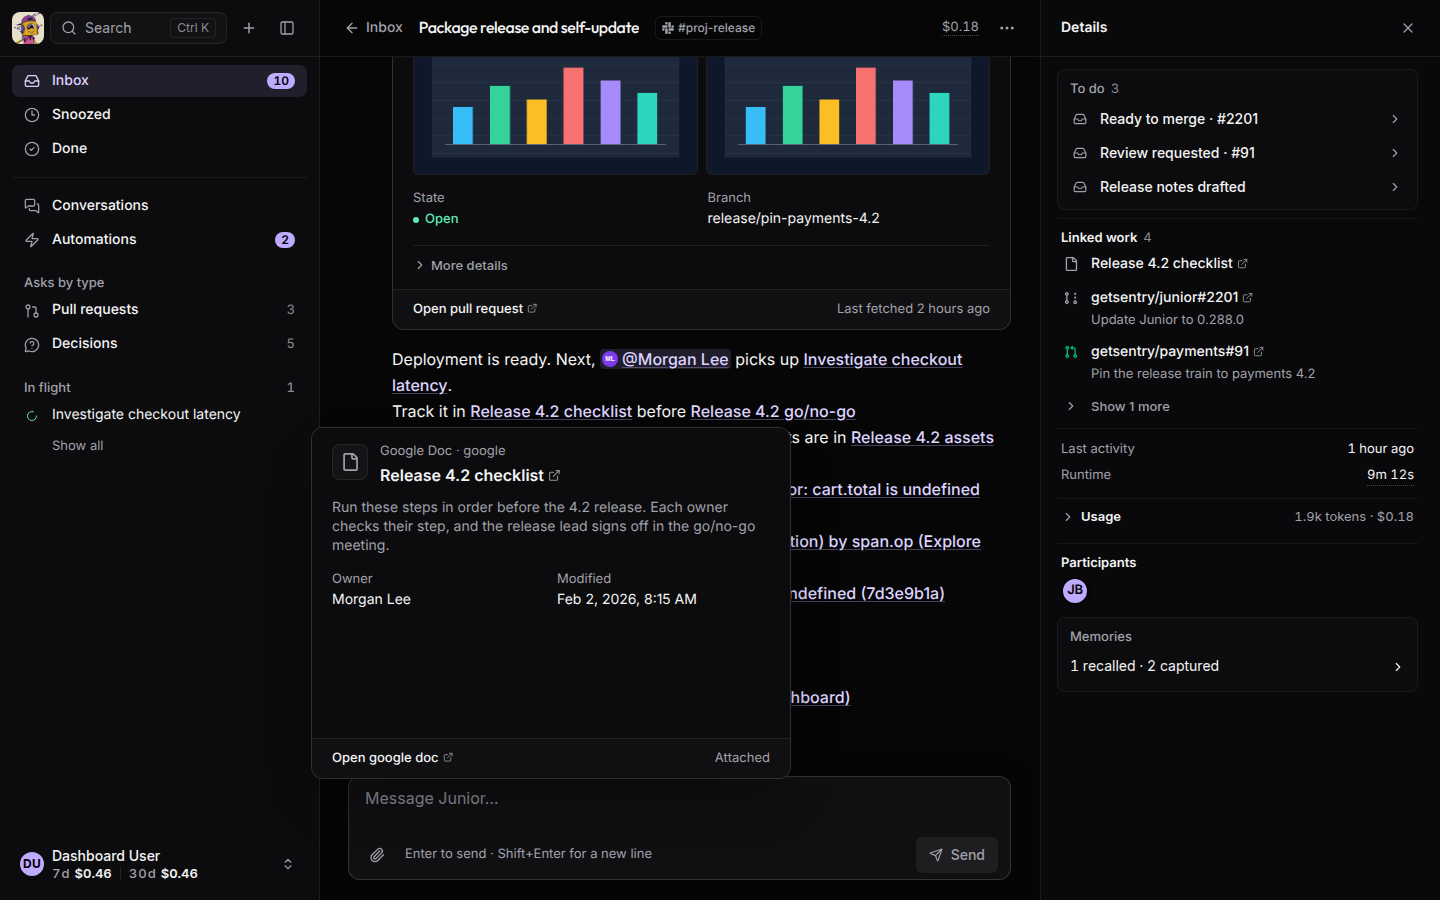 Search
Ctrl K
Inbox
10
Snoozed
Done
Conversations
Automations
2
Asks by type
Pull requests
3
Decisions
5
In flight
1
Investigate checkout latency
Show all
DU
Dashboard User
7d $0.46 | 30d $0.46
Inbox
Package release and self-update
#proj-release
$0.18
State
Open
Branch
release/pin-payments-4.2
More details
Open pull request
Last fetched 2 hours ago
Deployment is ready. Next, ML @Morgan Lee picks up Investigate checkout
latency.
Track it in Release 4.2 checklist before Release 4.2 go/no-go
s are in Release 4.2 assets
or: cart.total is undefined
tion) by span.op (Explore
ndefined (7d3e9b1a)
hboard)
Google Doc · google
Release 4.2 checklist
Run these steps in order before the 4.2 release. Each owner
checks their step, and the release lead signs off in the go/no-go
meeting.
Owner
Morgan Lee
Modified
Feb 2, 2026, 8:15 AM
Open google doc
Attached
Message Junior...
Enter to send · Shift+Enter for a new line
Send
Details
To do 3
Ready to merge · #2201
Review requested · #91
Release notes drafted
Linked work 4
Release 4.2 checklist
getsentry/junior#2201
Update Junior to 0.288.0
getsentry/payments#91
Pin the release train to payments 4.2
Show 1 more
Last activity
1 hour ago
Runtime
9m 12s
Usage
1.9k tokens · $0.18
Participants
JB
Memories
1 recalled · 2 captured